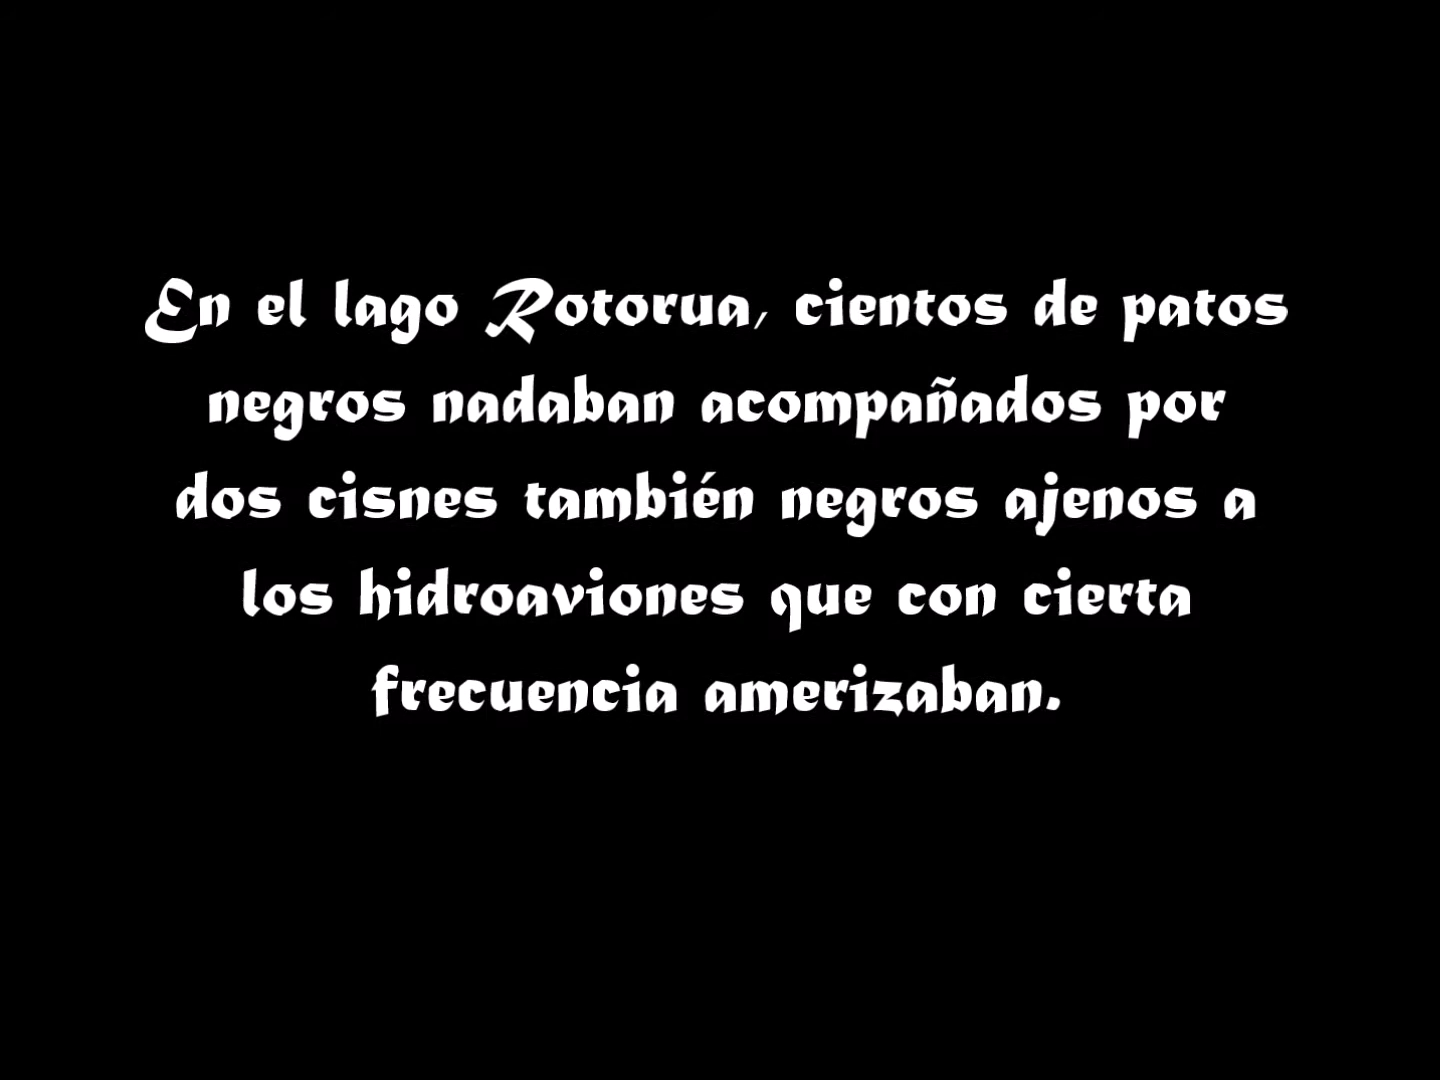 En el lago Rotorua, cientos de patos
negros nadaban acompañados por
dos cisnes también negros ajenos a
los hidroaviones que con cierta
frecuencia amerizaban.